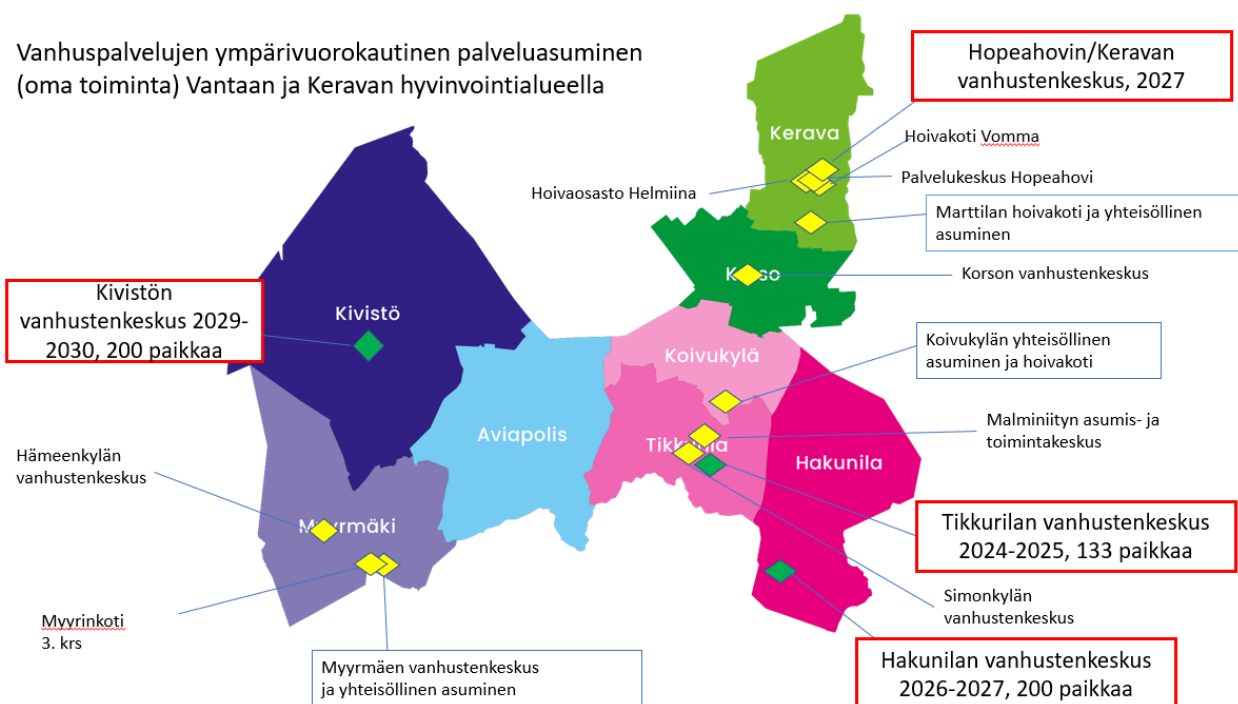 Vanhuspalvelujen ympärivuorokautinen palveluasuminen
(oma toiminta) Vantaan ja Keravan hyvinvointialueella
Hopeahovin/Keravan
vanhustenkeskus, 2027
Kerava
Hoivakoti Vomma
Palvelukeskus Hopeahovi
Hoivaosasto Helmiina
Marttilan hoivakoti ja yhteisöllinen
asuminen
Korso
Korson vanhustenkeskus
Kivistön
vanhustenkeskus 2029-
2030, 200 paikkaa
Kivistö
Koivukylä
Koivukylän yhteisöllinen
asuminen ja hoivakoti
Aviapolis
Tikkurila
Malminiityn asumis- ja
toimintakeskus
Hakunila
Hämeenkylän
vanhustenkeskus
Myyrmäki
Tikkurilan vanhustenkeskus
2024-2025, 133 paikkaa
Simonkylän
vanhustenkeskus
Myyrinkoti
3. krs
Myyrmäen vanhustenkeskus
ja yhteisöllinen asuminen
Hakunilan vanhustenkeskus
2026-2027, 200 paikkaa